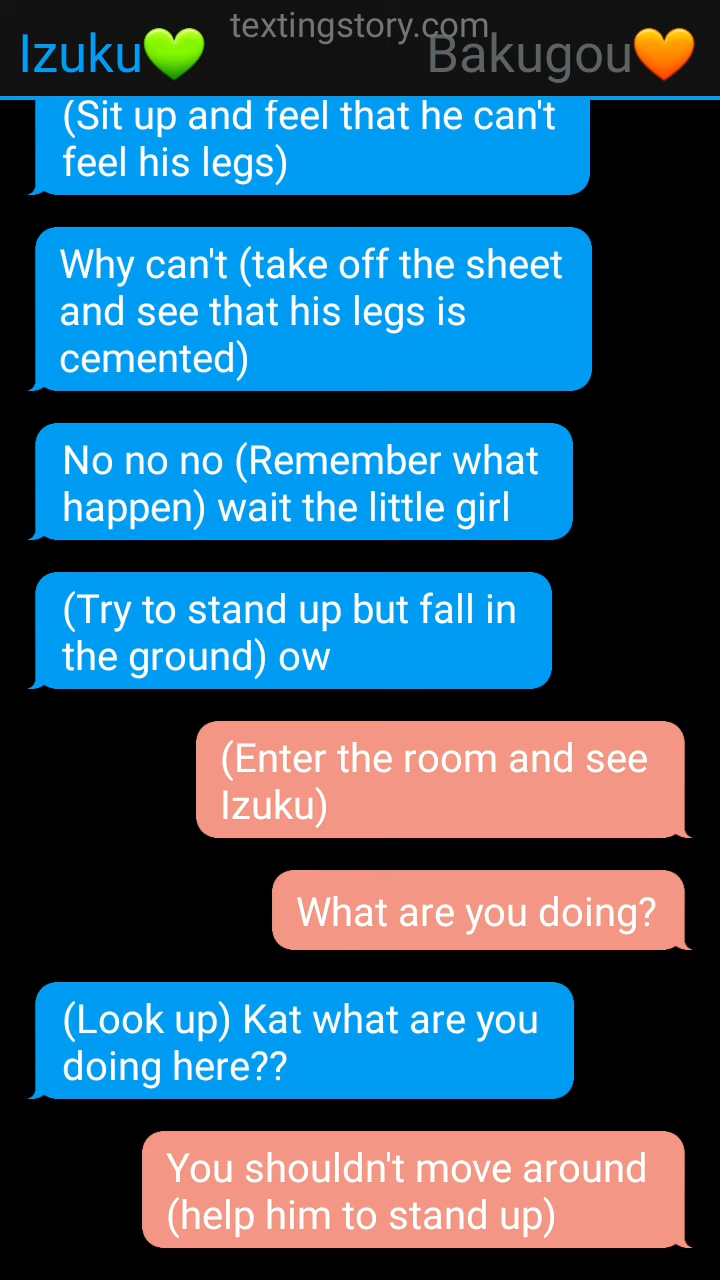 textingstory.com
Izuku💚
Bakugou🧡
(Sit up and feel that he can't
feel his legs)
Why can't (take off the sheet
and see that his legs is
cemented)
No no no (Remember what
happen) wait the little girl
(Try to stand up but fall in
the ground) ow
(Enter the room and see
Izuku)
What are you doing?
(Look up) Kat what are you
doing here??
You shouldn't move around
(help him to stand up)